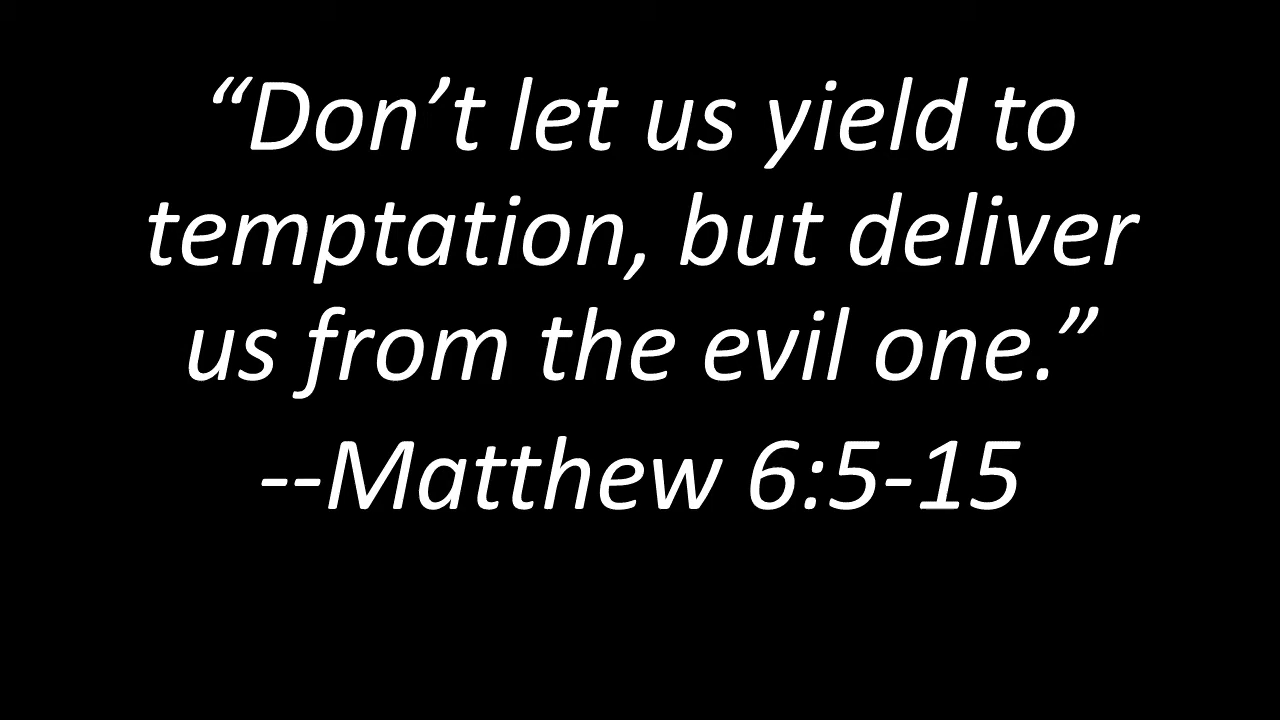 “Don’t let us yield to
temptation, but deliver
us from the evil one.”
--Matthew 6:5-15